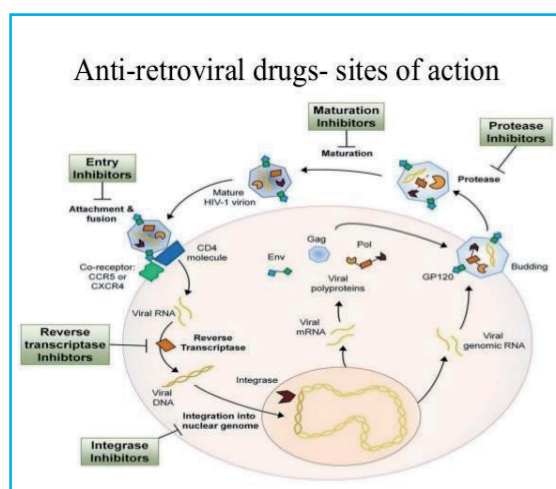 Anti-retroviral drugs- sites of action
Maturation
Inhibitors
Protease
Inhibitors
Entry
Inhibitors
Maturation
Protease
Attachment &
fusion
Mature
HIV-1 virion
CD4
molecule
Co-receptor:
CCR5 or
CXCR4
Gag
Pol
Env
Viral
polyproteins
GP120
Budding
Viral RNA
Reverse
transcriptase
Inhibtors
Reverse
Transcriptase
Viral
mRNA
Viral
genomic RNA
Viral
DNA
Integrase
Integration into
nuclear genome
Integrase
Inhibitors